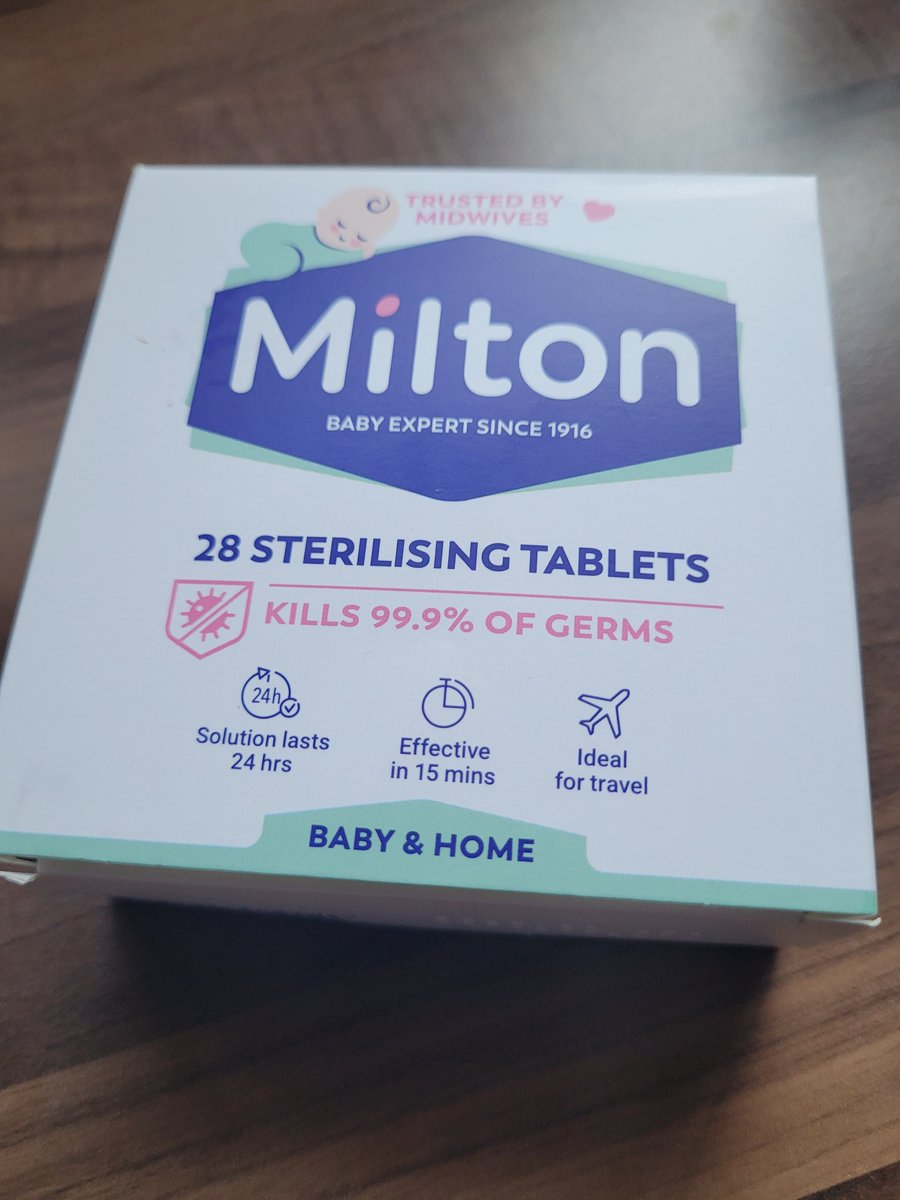 TRUSTED BY
MIDWIVES
Milton
BABY EXPERT SINCE 1916
28 STERILISING TABLETS
KILLS 99.9% OF GERMS
24h
Solution lasts
24 hrs
Effective
in 15 mins
Ideal
for travel
BABY & HOME